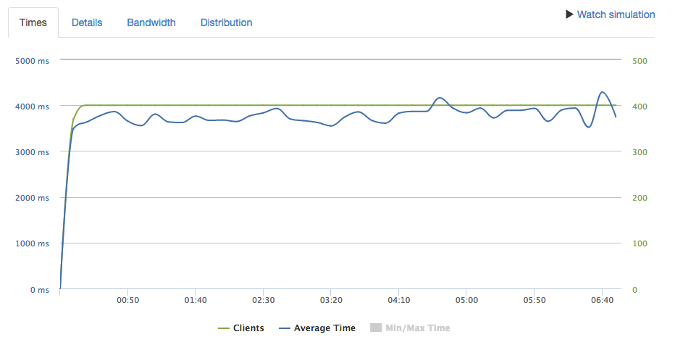 Times Details Bandwidth Distribution ▶ Watch simulation
5000 ms 500
4000 ms 400
3000 ms 300
2000 ms 200
1000 ms 100
0 ms 0
00:50 01:40 02:30 03:20 04:10 05:00 05:50 06:40
Clients Average Time Min/Max Time